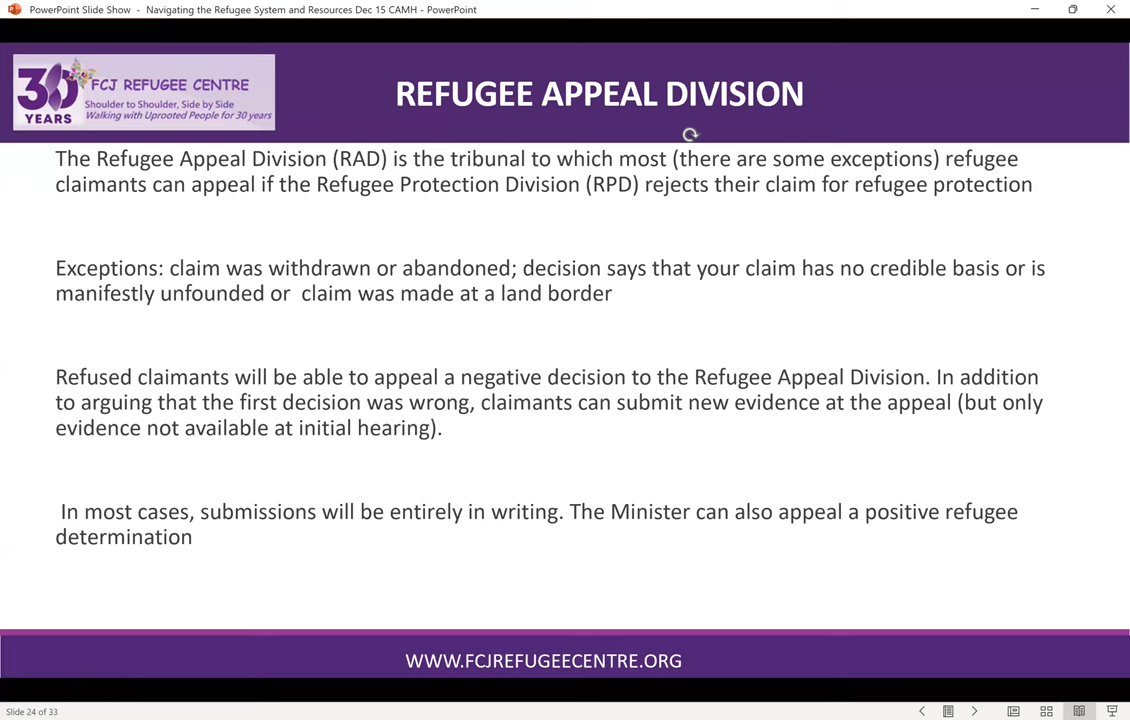 PowerPoint Slide Show - Navigating the Refugee System and Resources Dec 15 CAMH - PowerPoint
30 YEARS
FCJ REFUGEE CENTRE
Shoulder to Shoulder, Side by Side
Walking with Uprooted People for 30 years
REFUGEE APPEAL DIVISION
The Refugee Appeal Division (RAD) is the tribunal to which most (there are some exceptions) refugee
claimants can appeal if the Refugee Protection Division (RPD) rejects their claim for refugee protection
Exceptions: claim was withdrawn or abandoned; decision says that your claim has no credible basis or is
manifestly unfounded or  claim was made at a land border
Refused claimants will be able to appeal a negative decision to the Refugee Appeal Division. In addition
to arguing that the first decision was wrong, claimants can submit new evidence at the appeal (but only
evidence not available at initial hearing).
In most cases, submissions will be entirely in writing. The Minister can also appeal a positive refugee
determination
WWW.FCJREFUGEECENTRE.ORG
Slide 24 of 33